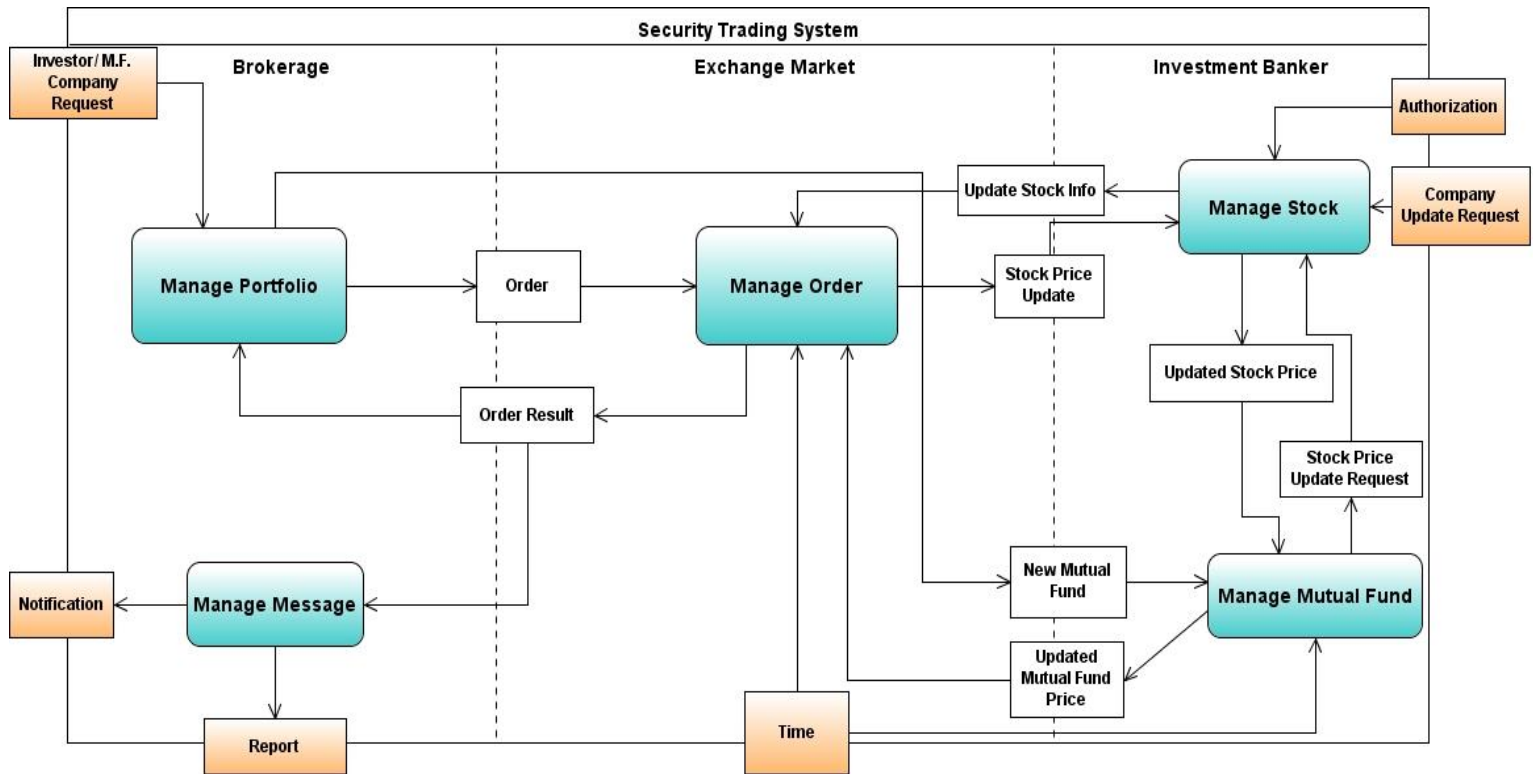 Security Trading System
Investor/ M.F.
Company
Request
Brokerage
Exchange Market
Investment Banker
Authorization
Update Stock Info
Manage Stock
Company
Update Request
Manage Portfolio
Order
Manage Order
Stock Price
Update
Updated Stock Price
Order Result
Stock Price
Update Request
Notification
Manage Message
New Mutual
Fund
Manage Mutual Fund
Updated
Mutual Fund
Price
Report
Time